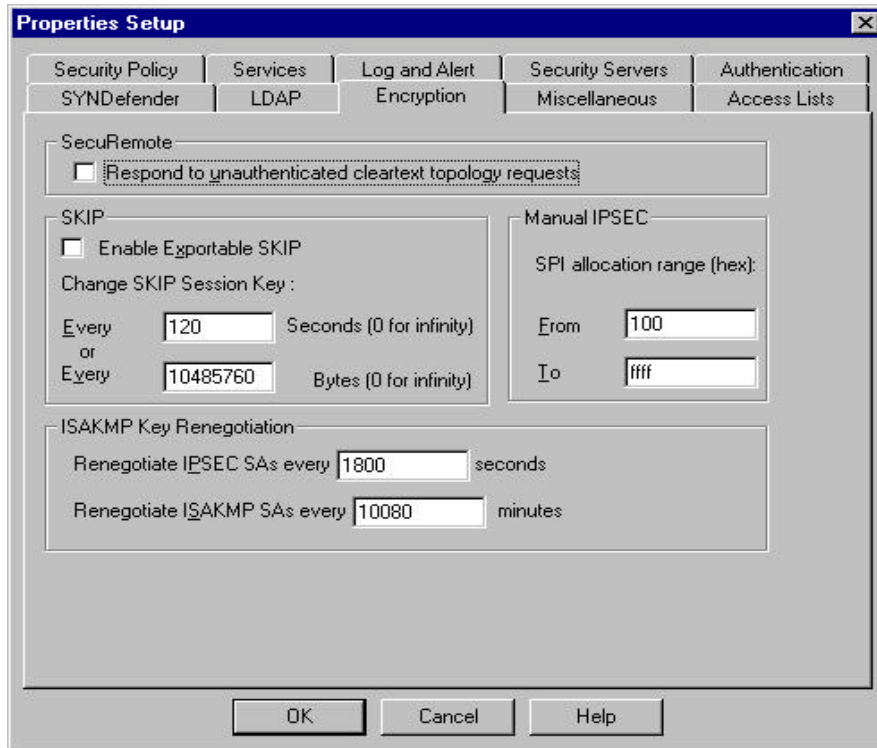 Properties Setup
Security Policy Services Log and Alert Security Servers Authentication
SYNDefender LDAP Encryption Miscellaneous Access Lists
SecuRemote
Respond to unauthenticated cleartext topology requests
SKIP
Enable Exportable SKIP
Change SKIP Session Key :
Every 120 Seconds (0 for infinity)
or
Every 10485760 Bytes (0 for infinity)
Manual IPSEC
SPI allocation range (hex):
From 100
To ffff
ISAKMP Key Renegotiation
Renegotiate IPSEC SAs every 1800 seconds
Renegotiate ISAKMP SAs every 10080 minutes
OK Cancel Help